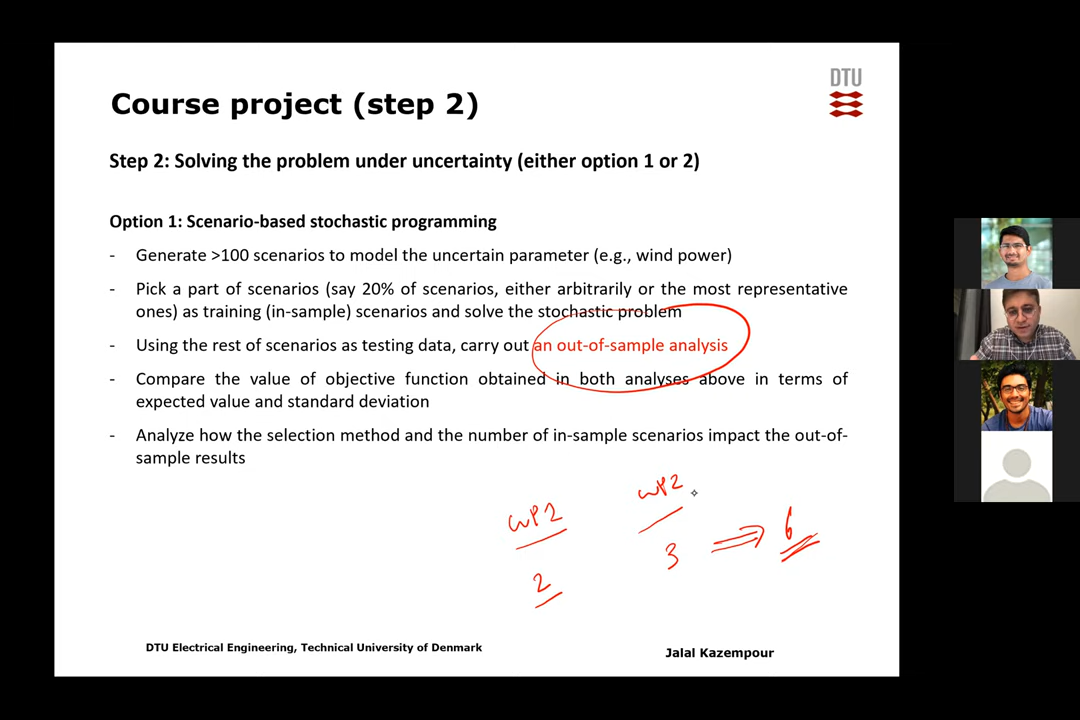 DTU
Course project (step 2)
Step 2: Solving the problem under uncertainty (either option 1 or 2)
Option 1: Scenario-based stochastic programming
- Generate >100 scenarios to model the uncertain parameter (e.g., wind power)
- Pick a part of scenarios (say 20% of scenarios, either arbitrarily or the most representative
ones) as training (in-sample) scenarios and solve the stochastic problem
- Using the rest of scenarios as testing data, carry out an out-of-sample analysis
- Compare the value of objective function obtained in both analyses above in terms of
expected value and standard deviation
- Analyze how the selection method and the number of in-sample scenarios impact the out-of-
sample results
WP2 WP2
2 3 ⇒ 6
DTU Electrical Engineering, Technical University of Denmark
Jalal Kazempour